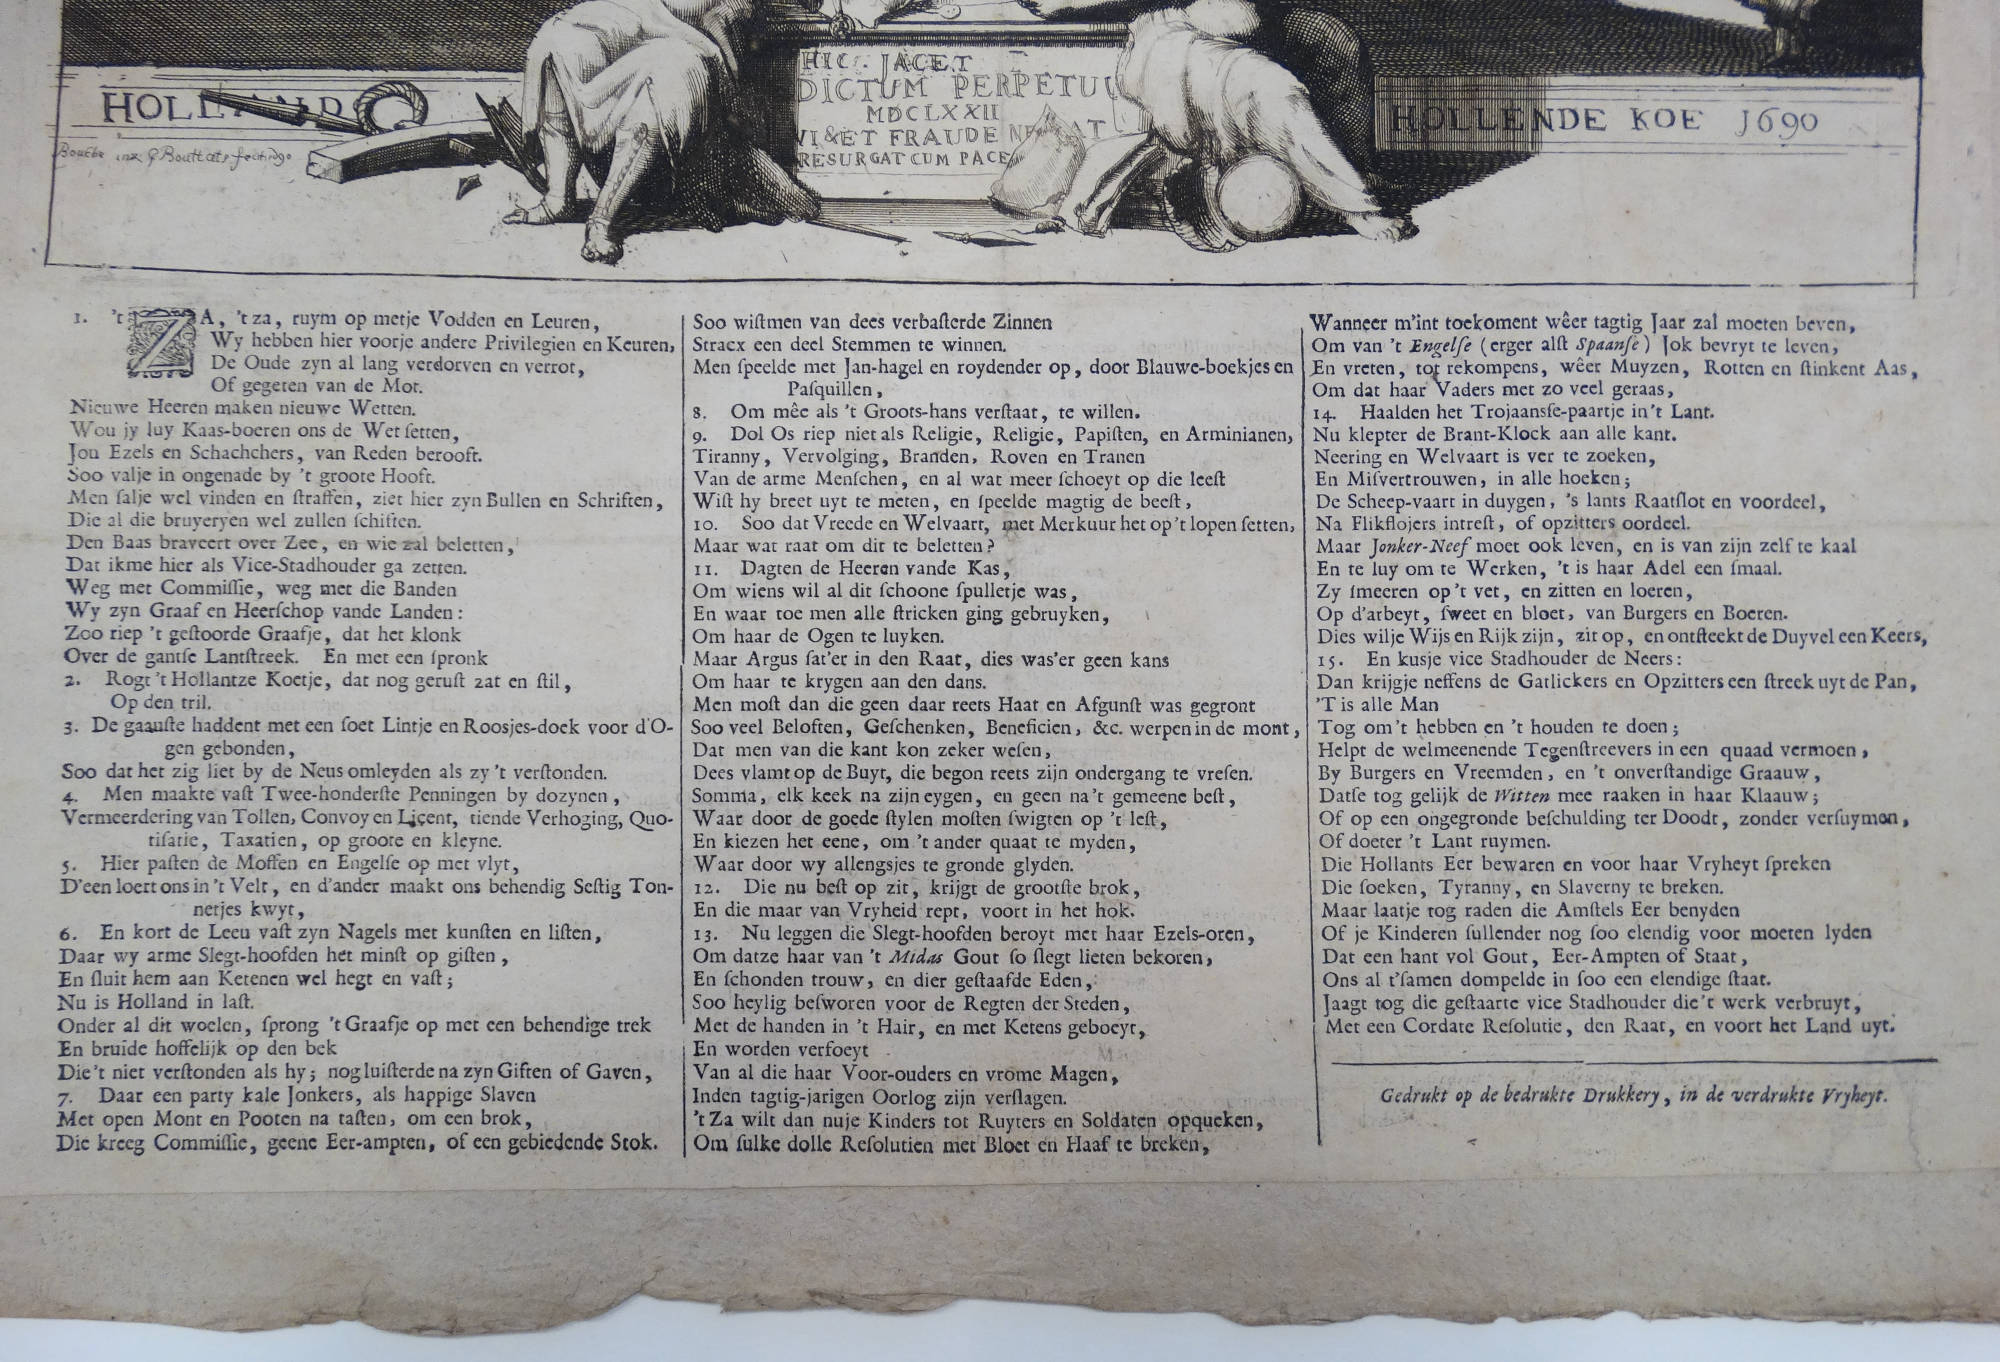 HIC JACET
DICTUM PERPETUU
MDCLXXII
VI & ET FRAUDE
RESURGAT CUM PACE
HOLLANDS
HOLLENDE KOE 1690
Bouttats fecit 1690
1. 't ZA, 't za, ruym op metje Vodden en Leuren,
Wy hebben hier voorje andere Privilegien en Keuren,
De Oude zyn al lang verdorven en verrot,
Of gegeten van de Mot.
Nieuwe Heeren maken nieuwe Wetten.
Wou jy luy Kaas-boeren ons de Wet setten,
Jou Ezels en Schachchers, van Reden berooft.
Soo valje in ongenade by 't groote Hooft.
Men salje wel vinden en straffen, ziet hier zyn Bullen en Schriften,
Die al die bruyeryen wel zullen schiften.
Den Baas braveert over Zee, en wie zal beletten,
Dat ikme hier als Vice-Stadhouder ga zetten.
Weg met Commissie, weg met die Banden
Wy zyn Graaf en Heerschop vande Landen:
Zoo riep 't gestoorde Graafje, dat het klonk
Over de gantse Lantstreek. En met een spronk
2. Rogt 't Hollantze Koetje, dat nog gerust zat en stil,
Op den tril.
3. De gaauste haddent met een soet Lintje en Roosjes-doek voor d'O-
gen gebonden,
Soo dat het zig liet by de Neus omleyden als zy 't verstonden.
4. Men maakte vast Twee-honderste Penningen by dozynen,
Vermeerdering van Tollen, Convoy en Liçent, tiende Verhoging, Quo-
tisatie, Taxatien, op groote en kleyne.
5. Hier pasten de Moffen en Engelse op met vlyt,
D'een loert ons in 't Velt, en d'ander maakt ons behendig Sestig Ton-
netjes kwyt,
6. En kort de Leeu vast zyn Nagels met kunsten en listen,
Daar wy arme Slegt-hoofden het minst op gisten,
En sluit hem aan Ketenen wel hegt en vast;
Nu is Holland in last.
Onder al dit woelen, sprong 't Graafje op met een behendige trek
En bruide hoffelijk op den bek
Die't niet verstonden als hy; nog luisterde na zyn Giften of Gaven,
7. Daar een party kale Jonkers, als happige Slaven
Met open Mont en Pooten na tasten, om een brok,
Die kreeg Commissie, geene Eer-ampten, of een gebiedende Stok.
Soo wistmen van dees verbasterde Zinnen
Straex een deel Stemmen te winnen.
Men speelde met Jan-hagel en roydender op, door Blauwe-boekjes en
Pasquillen,
8. Om mêe als 't Groots-hans verstaat, te willen.
9. Dol Os riep niet als Religie, Religie, Papisten, en Arminianen,
Tiranny, Vervolging, Branden, Roven en Tranen
Van de arme Menschen, en al wat meer schoeyt op die leest
Wist hy breet uyt te meten, en speelde magtig de beest,
10. Soo dat Vreede en Welvaart, met Merkuur het op 't lopen setten,
Maar wat raat om dit te beletten?
11. Dagten de Heeren vande Kas,
Om wiens wil al dit schoone spulletje was,
En waar toe men alle stricken ging gebruyken,
Om haar de Ogen te luyken.
Maar Argus sat'er in den Raat, dies was'er geen kans
Om haar te krygen aan den dans.
Men most dan die geen daar reets Haat en Afgunst was gegront
Soo veel Beloften, Geschenken, Beneficien, &c. werpen in de mont,
Dat men van die kant kon zeker wesen,
Dees vlamt op de Buyt, die begon reets zijn ondergang te vresen.
Somma, elk keek na zijn eygen, en geen na't gemeene best,
Waar door de goede stylen mosten swigten op 't lest,
En kiezen het eene, om 't ander quaat te myden,
Waar door wy allengsjes te gronde glyden.
12. Die nu best op zit, krijgt de grootste brok,
En die maar van Vryheid rept, voort in het hok.
13. Nu leggen die Slegt-hoofden beroyt met haar Ezels-oren,
Om datze haar van 't Midas Gout so slegt lieten bekoren,
En schonden trouw, en dier gestaafde Eden,
Soo heylig besworen voor de Regten der Steden,
Met de handen in 't Hair, en met Ketens geboeyt,
En worden verfoeyt
Van al die haar Voor-ouders en vrome Magen,
Inden tagtig-jarigen Oorlog zijn verslagen.
't Za wilt dan nuje Kinders tot Ruyters en Soldaten opqueken,
Om sulke dolle Resolutien met Bloet en Haaf te breken,
Wanneer m'int toekoment wêer tagtig Jaar zal moeten beven,
Om van 't Engelse (erger alst Spaanse) Jok bevryt te leven,
En vreten, tot rekompens, wêer Muyzen, Rotten en stinkent Aas,
Om dat haar Vaders met zo veel geraas,
14. Haalden het Trojaansse-paartje in't Lant.
Nu klepter de Brant-Klock aan alle kant.
Neering en Welvaart is ver te zoeken,
En Misvertrouwen, in alle hoeken;
De Scheep-vaart in duygen, 's lants Raatslot en voordeel,
Na Flikflojers intrest, of opzitters oordeel.
Maar Jonker-Neef moet ook leven, en is van zijn zelf te kaal
En te luy om te Werken, 't is haar Adel een smaal.
Zy smeeren op 't vet, en zitten en loeren,
Op d'arbeyt, sweet en bloet, van Burgers en Boeren.
Dies wilje Wijs en Rijk zijn, zit op, en ontsteekt de Duyvel een Keers,
15. En kusje vice Stadhouder de Neers:
Dan krijgje neffens de Gatlickers en Opzitters een streek uyt de Pan,
'T is alle Man
Tog om't hebben en 't houden te doen;
Helpt de welmeenende Tegenstreevers in een quaad vermoen,
By Burgers en Vreemden, en 't onverstandige Graauw,
Datse tog gelijk de Witten mee raaken in haar Klaauw;
Of op een ongegronde beschulding ter Doodt, zonder versuymen,
Of doeter 't Lant ruymen.
Die Hollants Eer bewaren en voor haar Vryheyt spreken
Die soeken, Tyranny, en Slaverny te breken.
Maar laatje tog raden die Amstels Eer benyden
Of je Kinderen sullender nog soo elendig voor moeten lyden
Dat een hant vol Gout, Eer-Ampten of Staat,
Ons al t'samen dompelde in soo een elendige staat.
Jaagt tog die gestaarte vice Stadhouder die't werk verbruyt,
Met een Cordate Resolutie, den Raat, en voort het Land uyt.
Gedrukt op de bedrukte Drukkery, in de verdrukte Vryheyt.